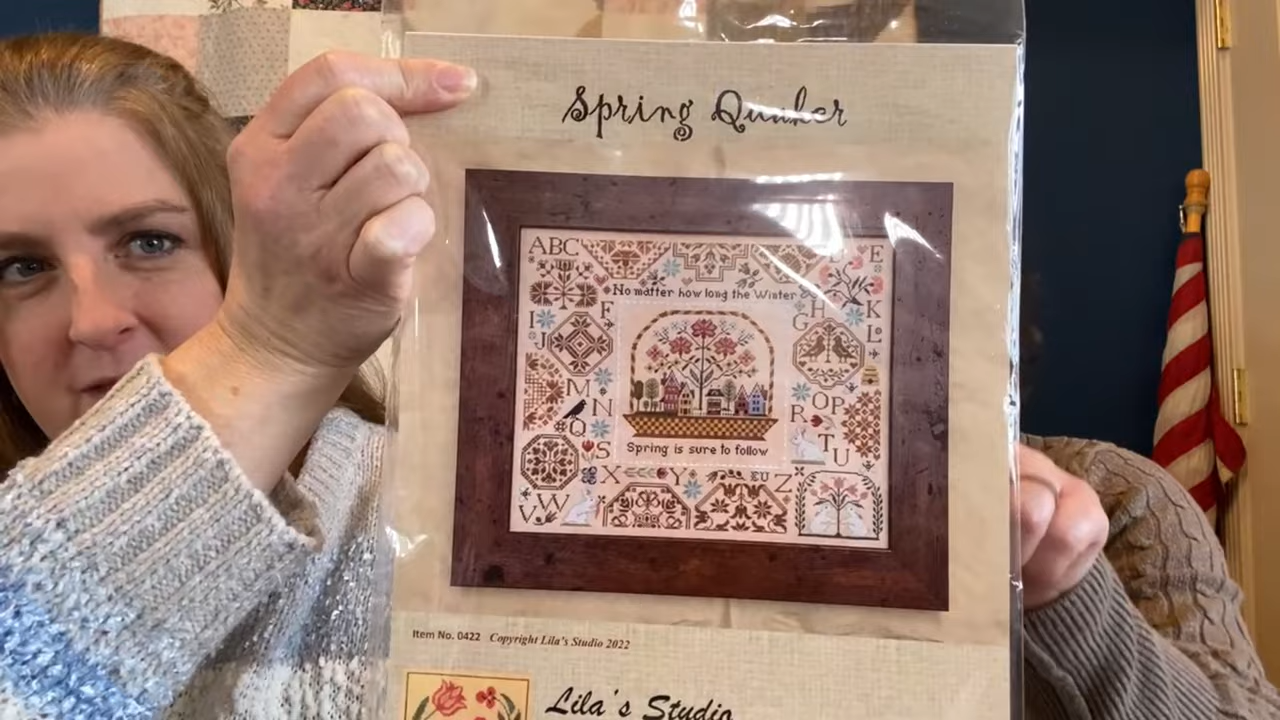 Spring Quaker
ABC E
No matter how long the Winter
F H K
I G L
J
M
N O P
Q R
S T U
Spring is sure to follow
X Y Z
V W
Item No. 0422 Copyright Lila's Studio 2022
Lila's Studio